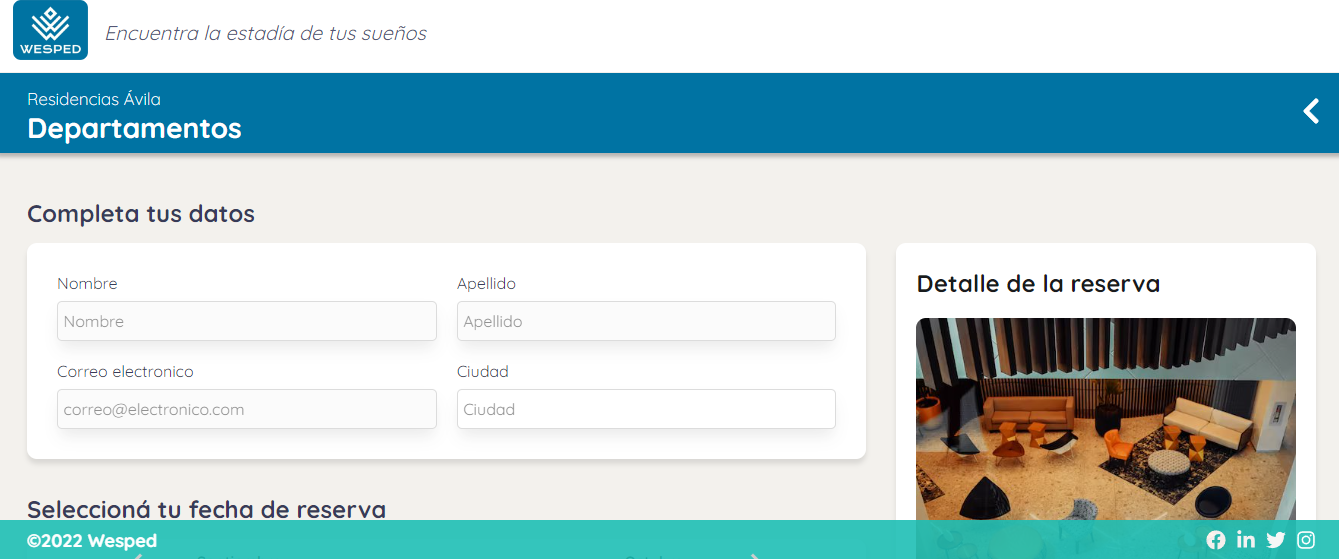 WESPED
Encuentra la estadía de tus sueños
Residencias Ávila
Departamentos
Completa tus datos
Nombre
Apellido
Nombre
Apellido
Correo electronico
Ciudad
correo@electronico.com
Ciudad
Detalle de la reserva
Seleccioná tu fecha de reserva
©2022 Wesped